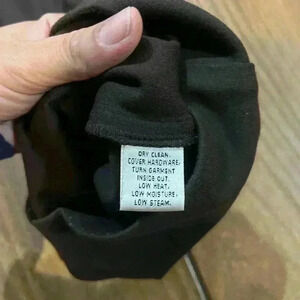 DRY CLEAN.
COVER HARDWARE.
TURN GARMENT
INSIDE OUT.
LOW HEAT.
LOW MOISTURE.
LOW STEAM.